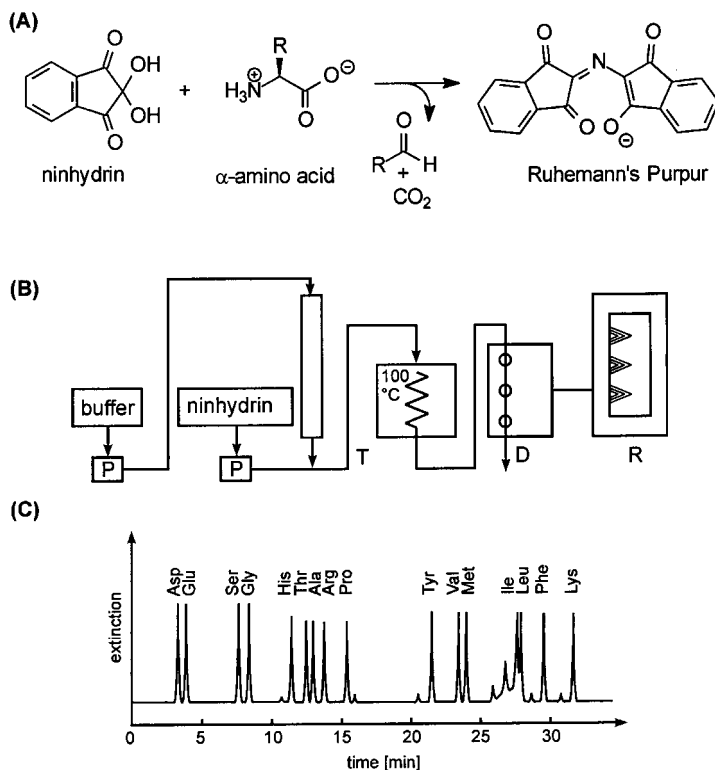 (A)
O
OH
OH
O
ninhydrin
+
R
H3N⊕
O⊖
O
α-amino acid
O
R H
+
CO2
O
N
O
O
O
⊖
Ruhemann's Purpur
(B)
buffer
P
ninhydrin
P
T
100
°C
D
R
(C)
extinction
Asp
Glu
Ser
Gly
His
Thr
Ala
Arg
Pro
Tyr
Val
Met
Ile
Leu
Phe
Lys
0 5 10 15 20 25 30
time [min]